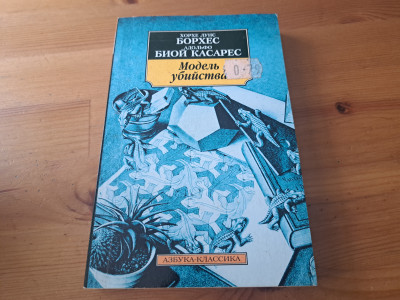 ХОРХЕ ЛУИС
БОРХЕС
АДОЛЬФО
БИОЙ КАСАРЕС
Модель
убийства
АЗБУКА-КЛАССИКА